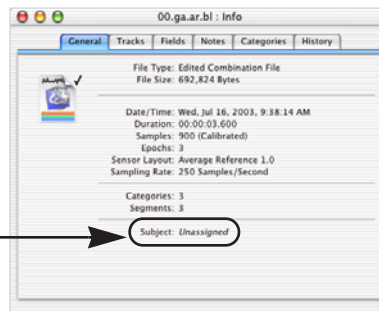 00.ga.ar.bl : Info
General Tracks Fields Notes Categories History
File Type: Edited Combination File
File Size: 692,824 Bytes
Date/Time: Wed, Jul 16, 2003, 9:38:14 AM
Duration: 00:00:03.600
Samples: 900 (Calibrated)
Epochs: 3
Sensor Layout: Average Reference 1.0
Sampling Rate: 250 Samples/Second
Categories: 3
Segments: 3
Subject: Unassigned